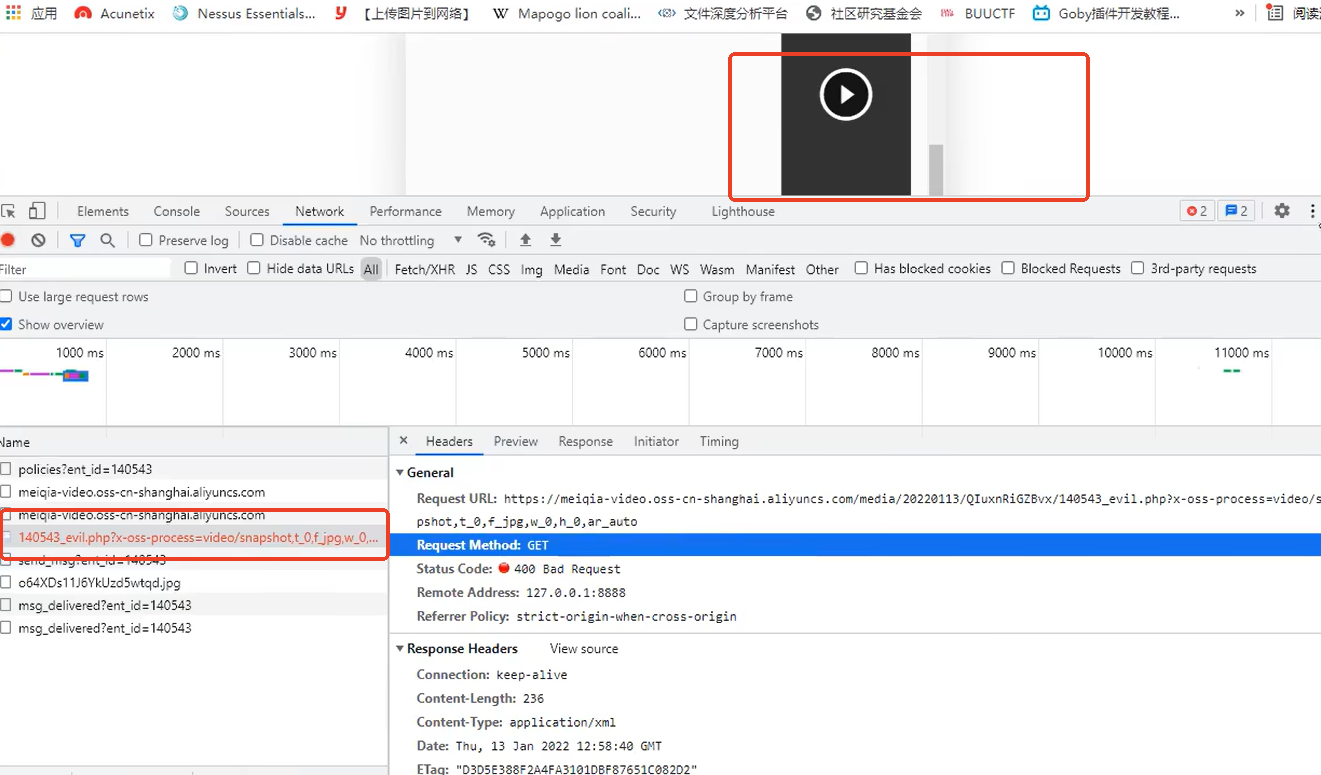 应用 Acunetix Nessus Essentials... 【上传图片到网络】 W Mapogo lion coali... 文件深度分析平台 社区研究基金会 BUUCTF Goby插件开发教程... » 阅读
Elements Console Sources Network Performance Memory Application Security Lighthouse 2 2
Preserve log Disable cache No throttling
Filter Invert Hide data URLs All Fetch/XHR JS CSS Img Media Font Doc WS Wasm Manifest Other Has blocked cookies Blocked Requests 3rd-party requests
Use large request rows Group by frame
Show overview Capture screenshots
1000 ms 2000 ms 3000 ms 4000 ms 5000 ms 6000 ms 7000 ms 8000 ms 9000 ms 10000 ms 11000 ms
Name
policies?ent_id=140543
meiqia-video.oss-cn-shanghai.aliyuncs.com
meiqia-video.oss-cn-shanghai.aliyuncs.com
140543_evil.php?x-oss-process=video/snapshot,t_0,f_jpg,w_0,...
send_msg?ent_id=140543
o64XDs11J6YkUzd5wtqd.jpg
msg_delivered?ent_id=140543
msg_delivered?ent_id=140543
× Headers Preview Response Initiator Timing
General
Request URL: https://meiqia-video.oss-cn-shanghai.aliyuncs.com/media/20220113/QIuxnRiGZBvx/140543_evil.php?x-oss-process=video/s
pshot,t_0,f_jpg,w_0,h_0,ar_auto
Request Method: GET
Status Code: 400 Bad Request
Remote Address: 127.0.0.1:8888
Referrer Policy: strict-origin-when-cross-origin
Response Headers View source
Connection: keep-alive
Content-Length: 236
Content-Type: application/xml
Date: Thu, 13 Jan 2022 12:58:40 GMT
ETag: "D3D5E388F2A4FA3101DBF87651C082D2"